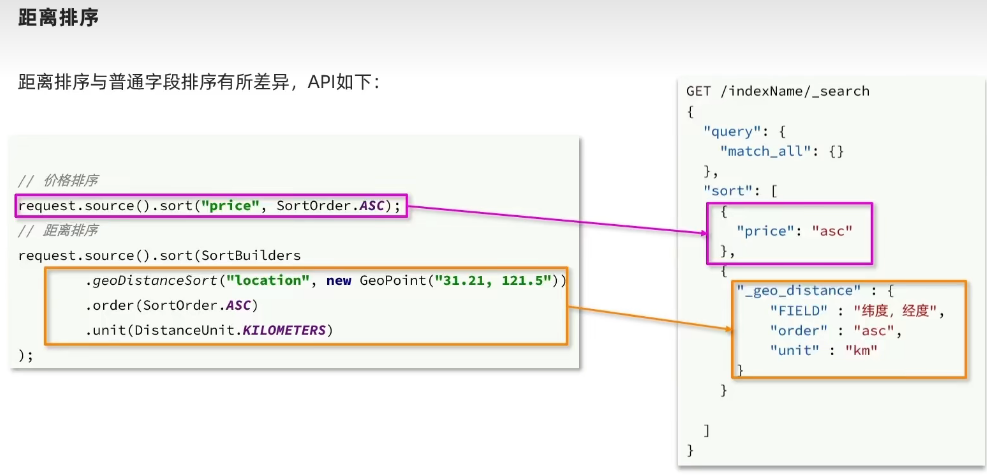 距离排序
距离排序与普通字段排序有所差异，API如下：
// 价格排序
request.source().sort("price", SortOrder.ASC);
// 距离排序
request.source().sort(SortBuilders
.geoDistanceSort("location", new GeoPoint("31.21, 121.5"))
.order(SortOrder.ASC)
.unit(DistanceUnit.KILOMETERS)
);
GET /indexName/_search
{
"query": {
"match_all": {}
},
"sort": [
{
"price": "asc"
},
{
"_geo_distance" : {
"FIELD" : "纬度，经度",
"order" : "asc",
"unit" : "km"
}
}
]
}